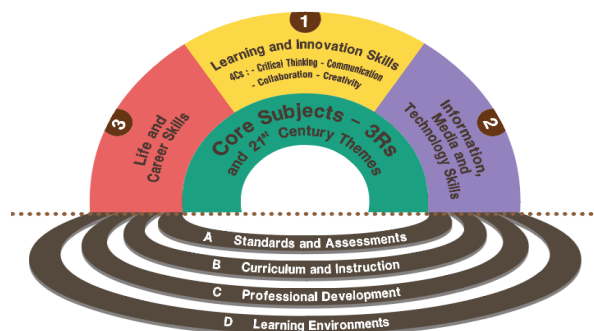 1
Learning and Innovation Skills
4Cs : - Critical Thinking - Communication
- Collaboration - Creativity
2
Information,
Media and
Technology Skills
3
Life and
Career Skills
Core Subjects – 3Rs
and 21st Century Themes
A Standards and Assessments
B Curriculum and Instruction
C Professional Development
D Learning Environments